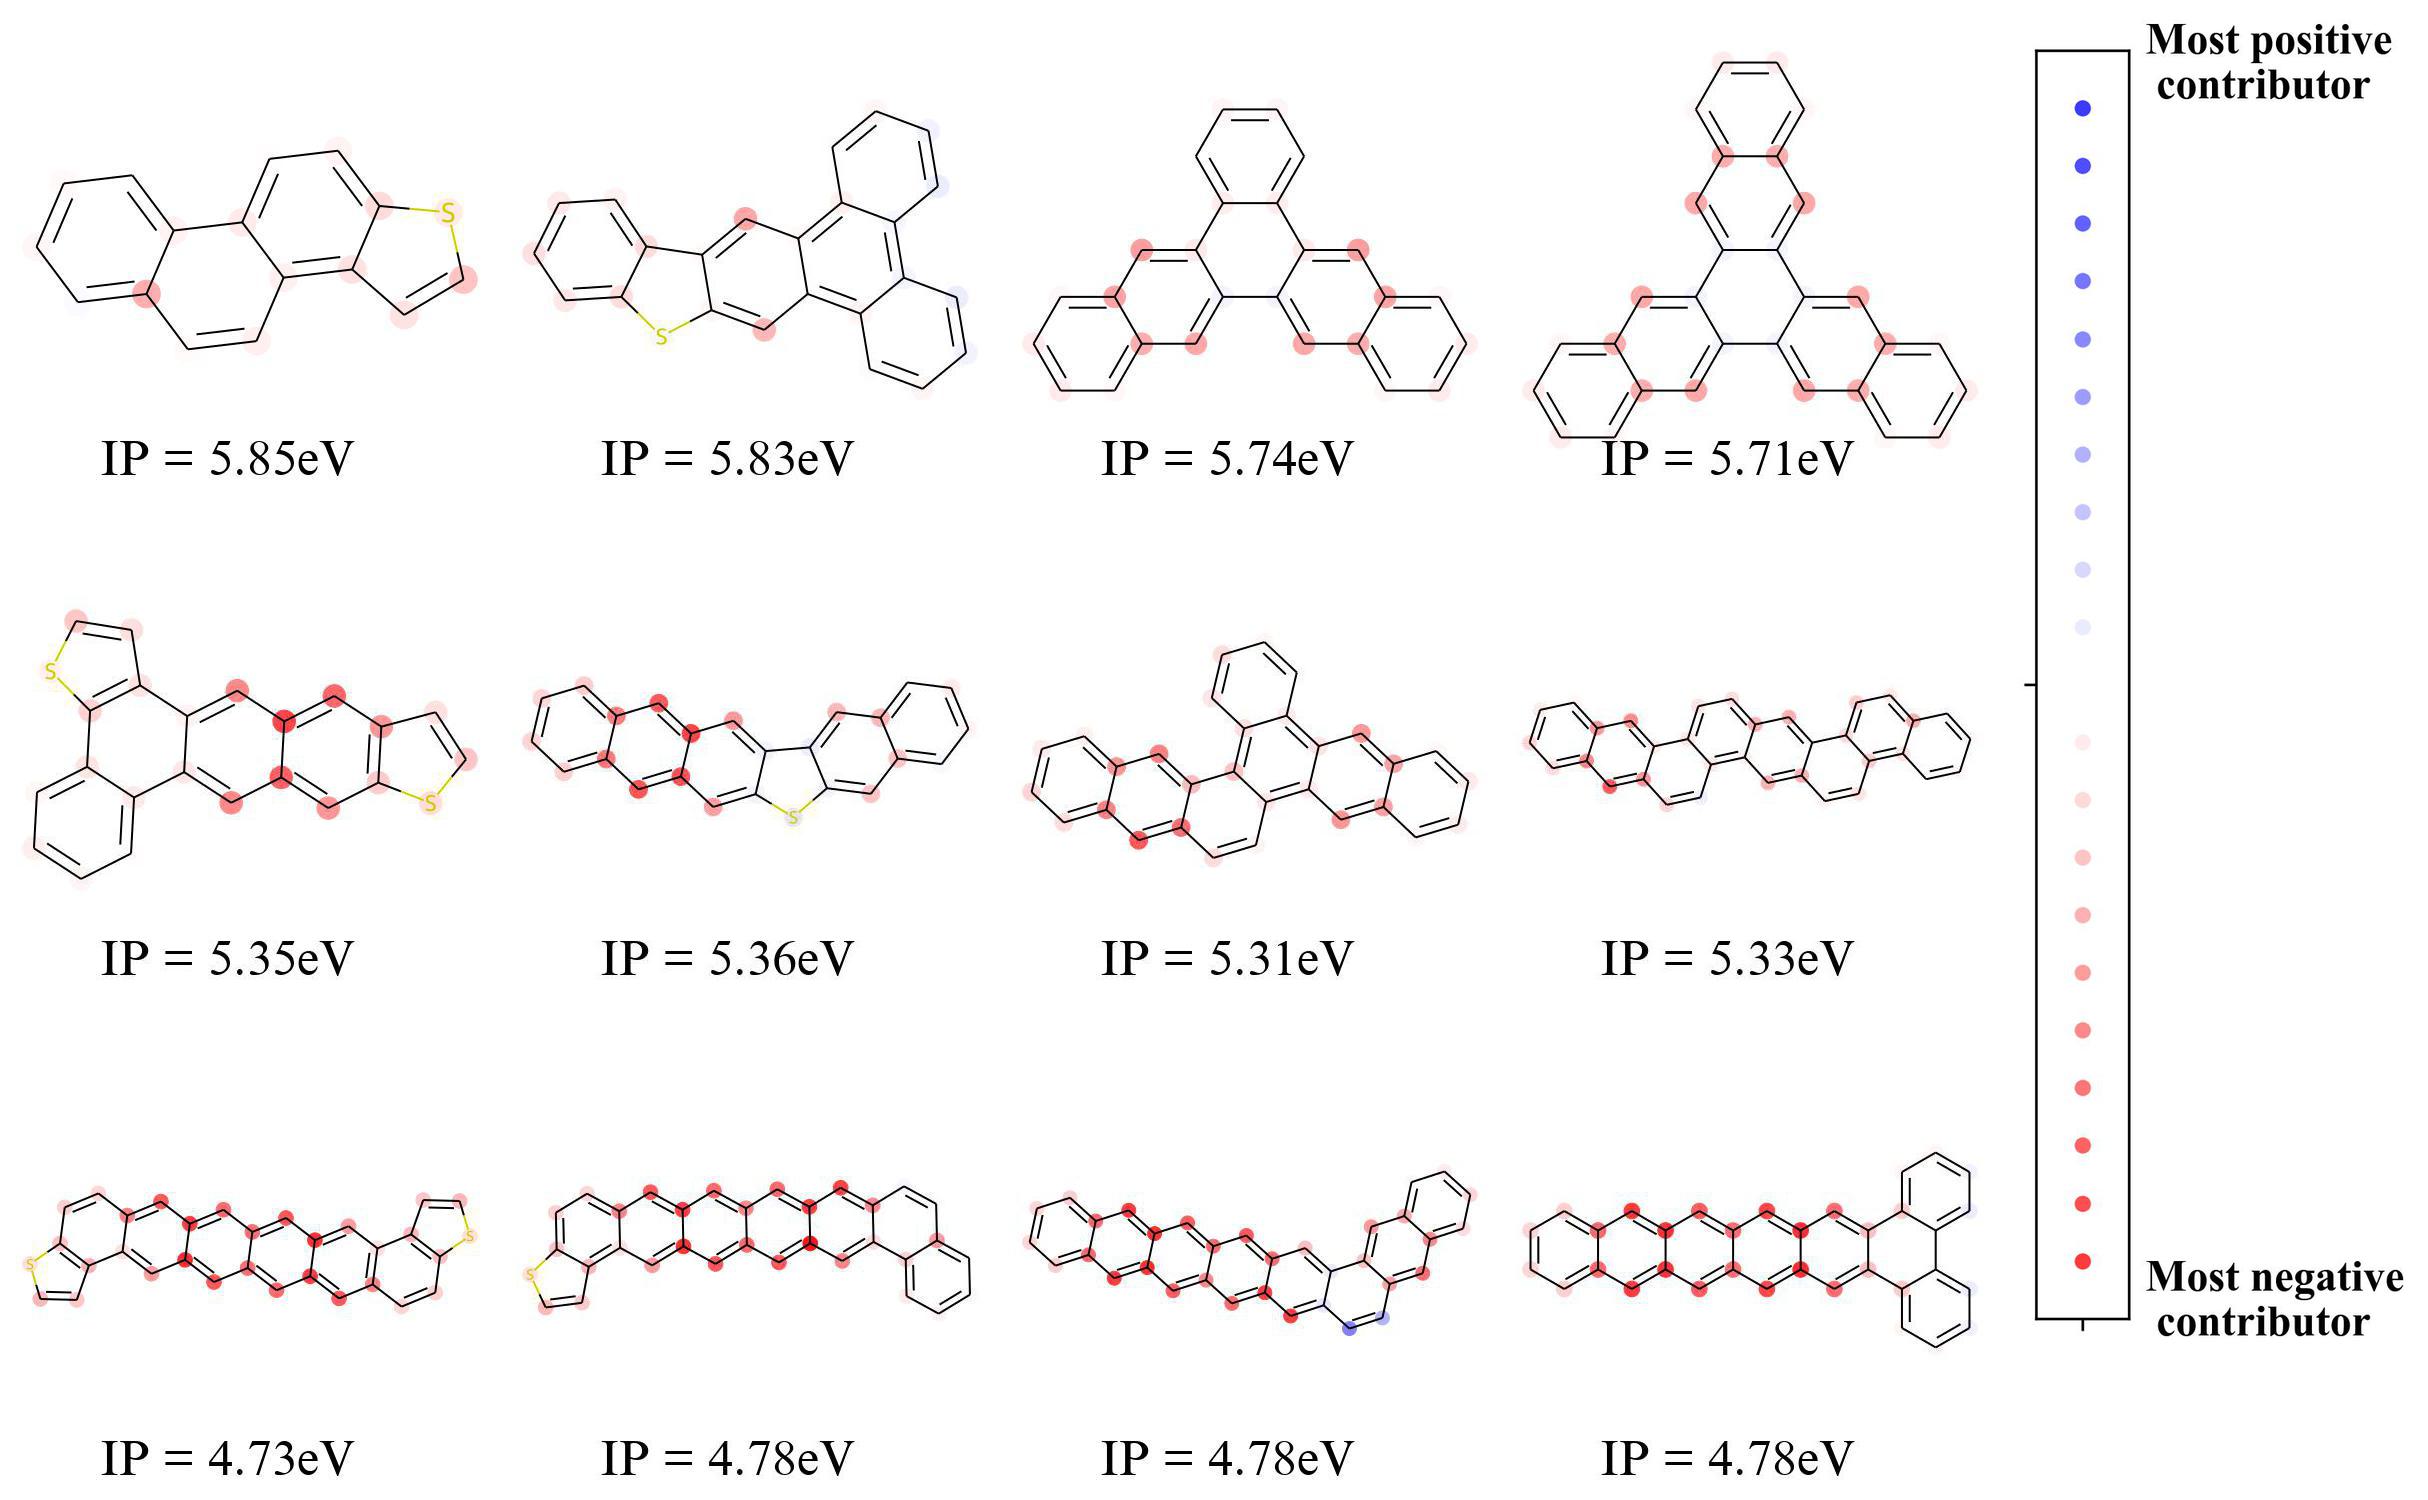 Most positive
contributor
S
S
IP = 5.85eV
IP = 5.83eV
IP = 5.74eV
IP = 5.71eV
S
S
S
IP = 5.35eV
IP = 5.36eV
IP = 5.31eV
IP = 5.33eV
S
S
S
Most negative
contributor
IP = 4.73eV
IP = 4.78eV
IP = 4.78eV
IP = 4.78eV